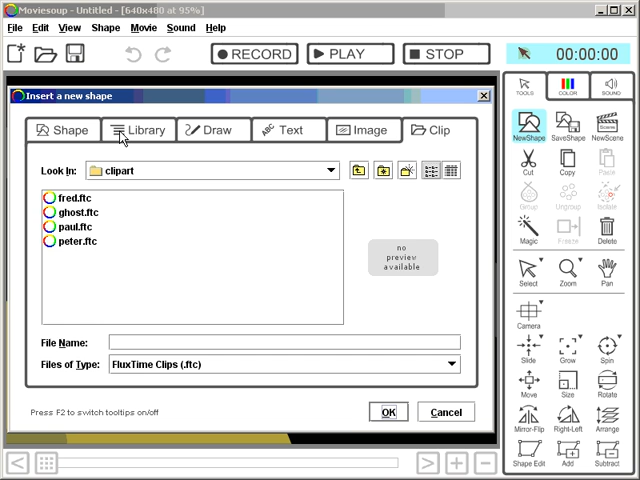 Moviesoup - Untitled - [640x480 at 95%]
File Edit View Shape Movie Sound Help
RECORD PLAY STOP 00:00:00
Insert a new shape
Shape Library Draw ABC Text Image Clip
Look In: clipart
fred.ftc
ghost.ftc
paul.ftc
peter.ftc
no
preview
available
File Name:
Files of Type: FluxTime Clips (.ftc)
Press F2 to switch tooltips on/off
OK Cancel
TOOLS COLOR SOUND
NewShape SaveShape NewScene
Cut Copy Paste
Group Ungroup Isolate
Magic Freeze Delete
Select Zoom Pan
Camera
Slide Grow Spin
Move Size Rotate
Mirror-Flip Right-Left Arrange
Shape Edit Add Subtract